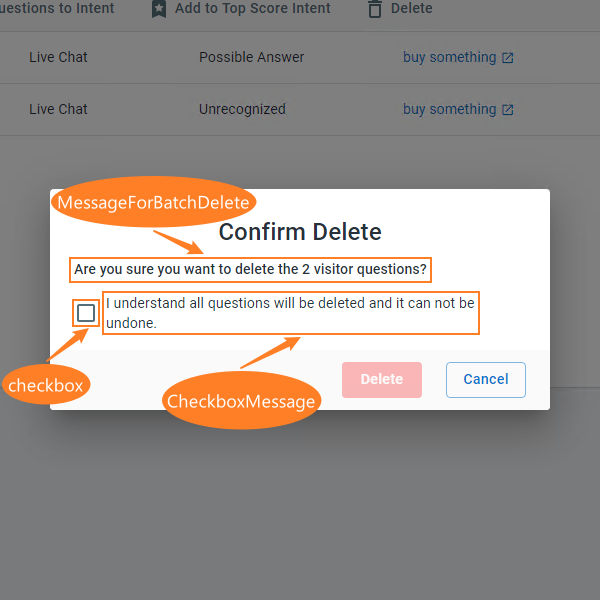 uestions to Intent Add to Top Score Intent Delete
Live Chat Possible Answer buy something
Live Chat Unrecognized buy something
MessageForBatchDelete
Confirm Delete
Are you sure you want to delete the 2 visitor questions?
I understand all questions will be deleted and it can not be
undone.
checkbox
CheckboxMessage
Delete Cancel